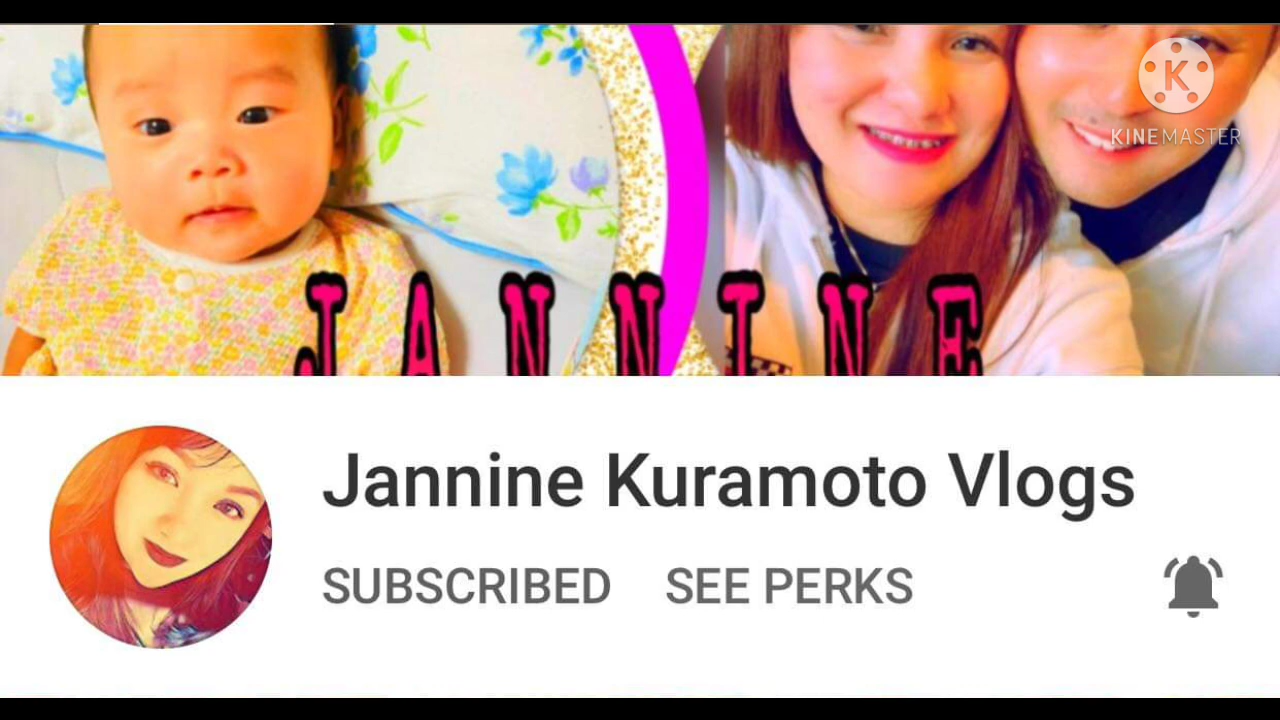 K
KINEMASTER
JANNINE
Jannine Kuramoto Vlogs
SUBSCRIBED SEE PERKS